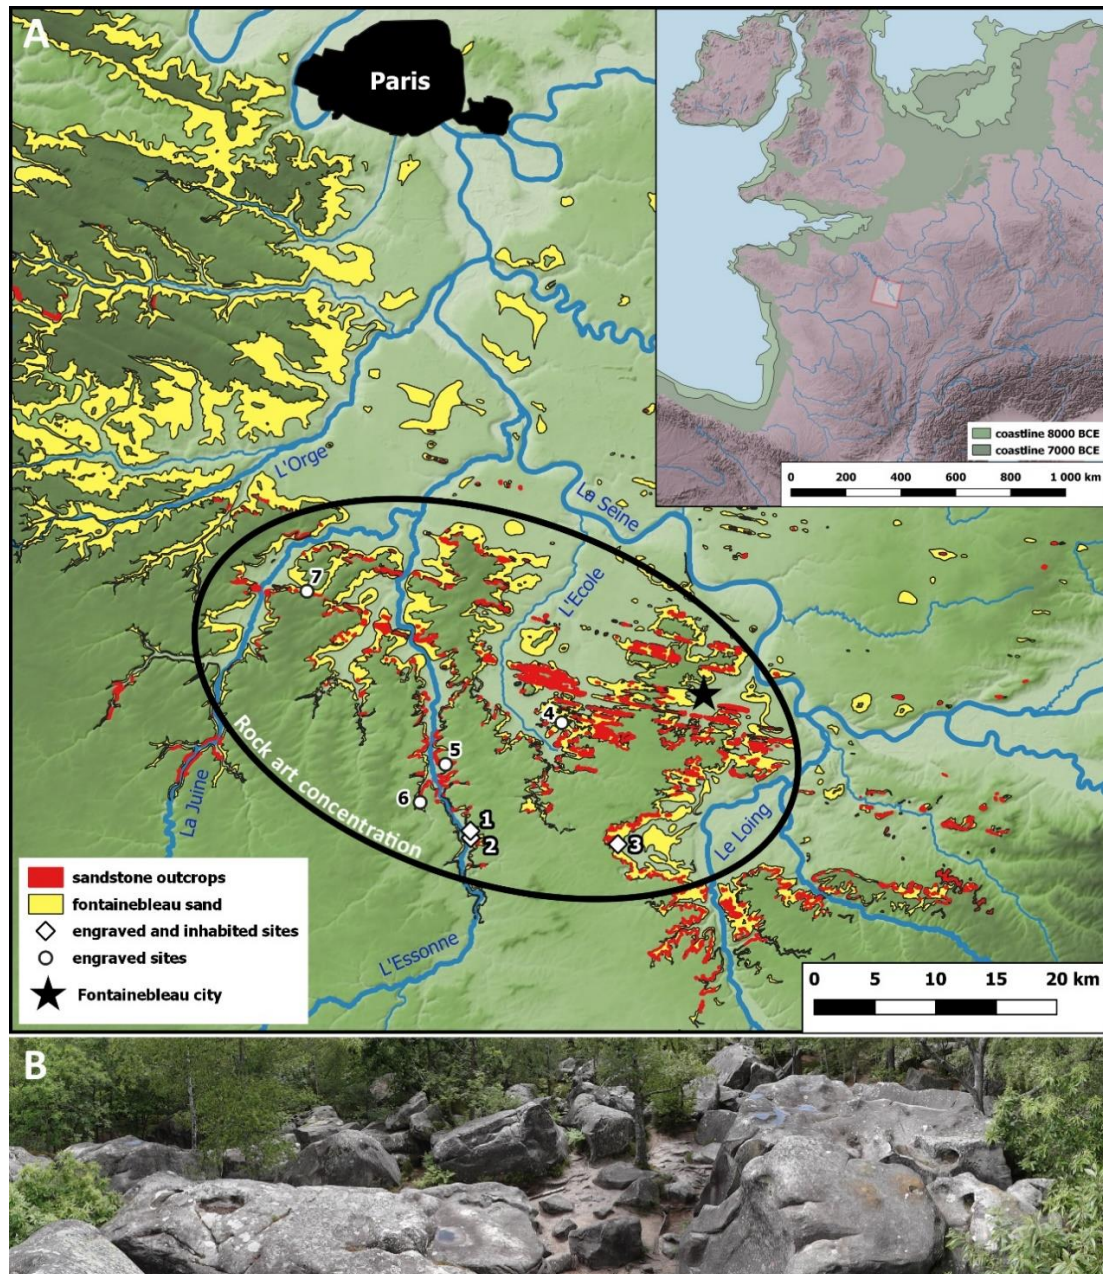 A
Paris
coastline 8000 BCE
coastline 7000 BCE
0 200 400 600 800 1 000 km
L'Orge
La Seine
L'Ecole
7
4
5
6
1
2
3
Rock art concentration
La Juine
Le Loing
L'Essonne
sandstone outcrops
fontainebleau sand
engraved and inhabited sites
engraved sites
Fontainebleau city
0 5 10 15 20 km
B